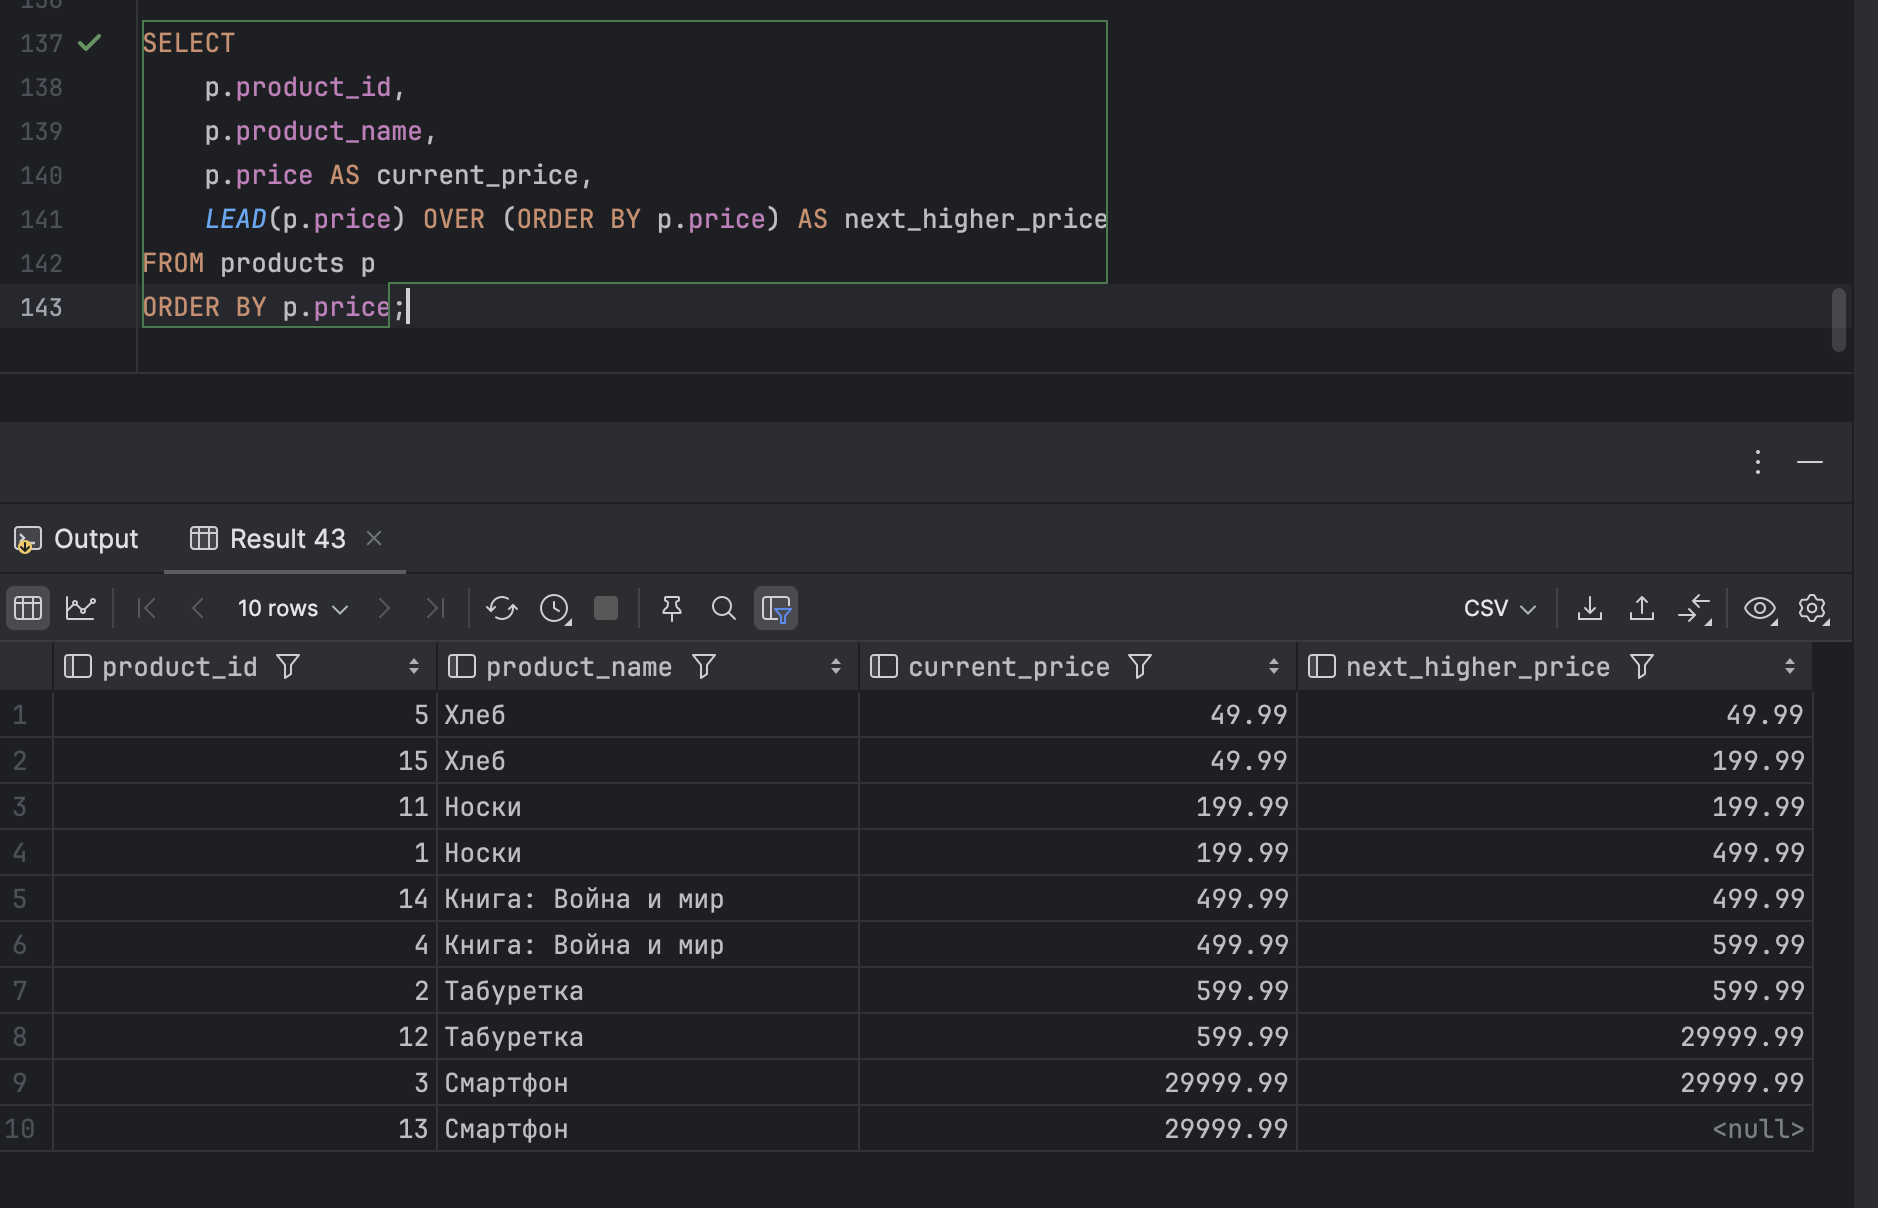 136
137 SELECT
138 p.product_id,
139 p.product_name,
140 p.price AS current_price,
141 LEAD(p.price) OVER (ORDER BY p.price) AS next_higher_price
142 FROM products p
143 ORDER BY p.price;
Output Result 43
10 rows CSV
product_id product_name current_price next_higher_price
1 5 Хлеб 49.99 49.99
2 15 Хлеб 49.99 199.99
3 11 Носки 199.99 199.99
4 1 Носки 199.99 499.99
5 14 Книга: Война и мир 499.99 499.99
6 4 Книга: Война и мир 499.99 599.99
7 2 Табуретка 599.99 599.99
8 12 Табуретка 599.99 29999.99
9 3 Смартфон 29999.99 29999.99
10 13 Смартфон 29999.99 <null>